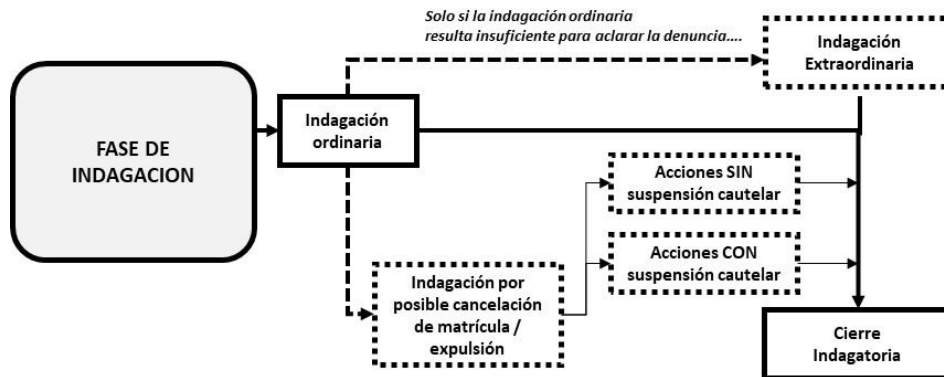 Solo si la indagación ordinaria
resulta insuficiente para aclarar la denuncia....
Indagación
Extraordinaria
FASE DE
INDAGACION
Indagación
ordinaria
Acciones SIN
suspensión cautelar
Acciones CON
suspensión cautelar
Indagación por
posible cancelación
de matrícula /
expulsión
Cierre
Indagatoria